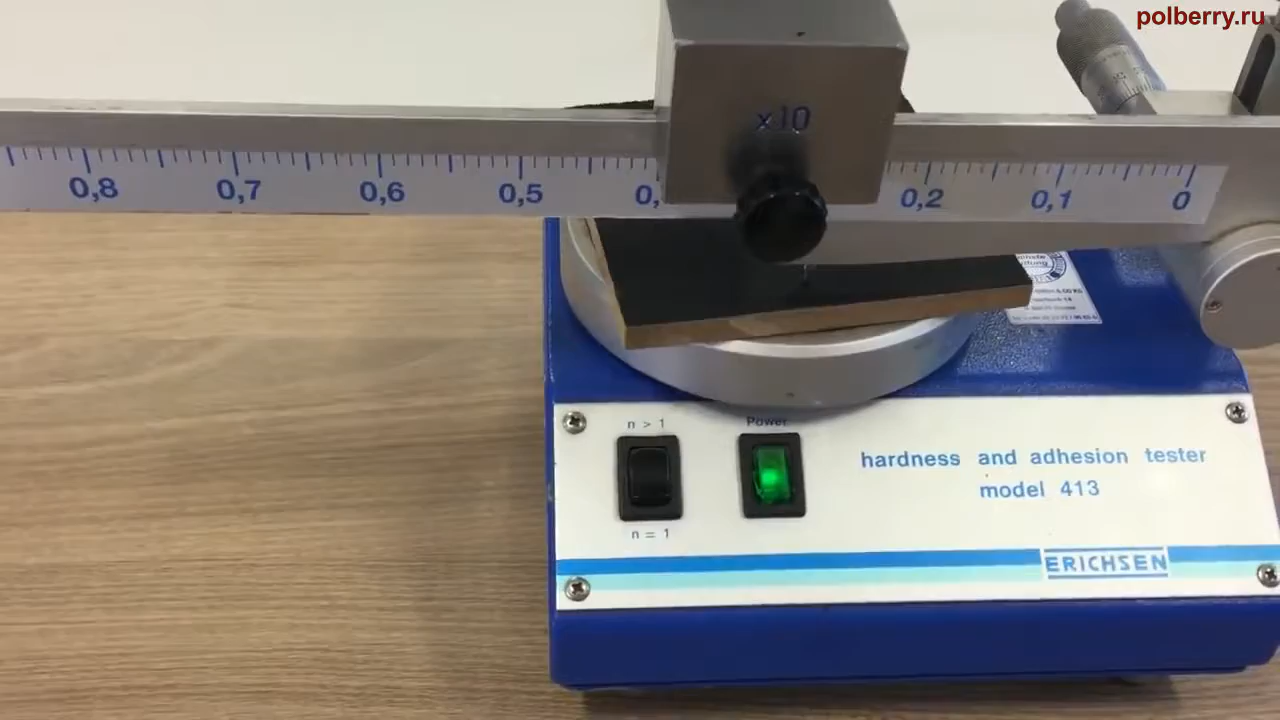 polberry.ru
x10
0,8 0,7 0,6 0,5 0, 0,2 0,1 0
n > 1
Power
n = 1
hardness and adhesion tester
model 413
ERICHSEN